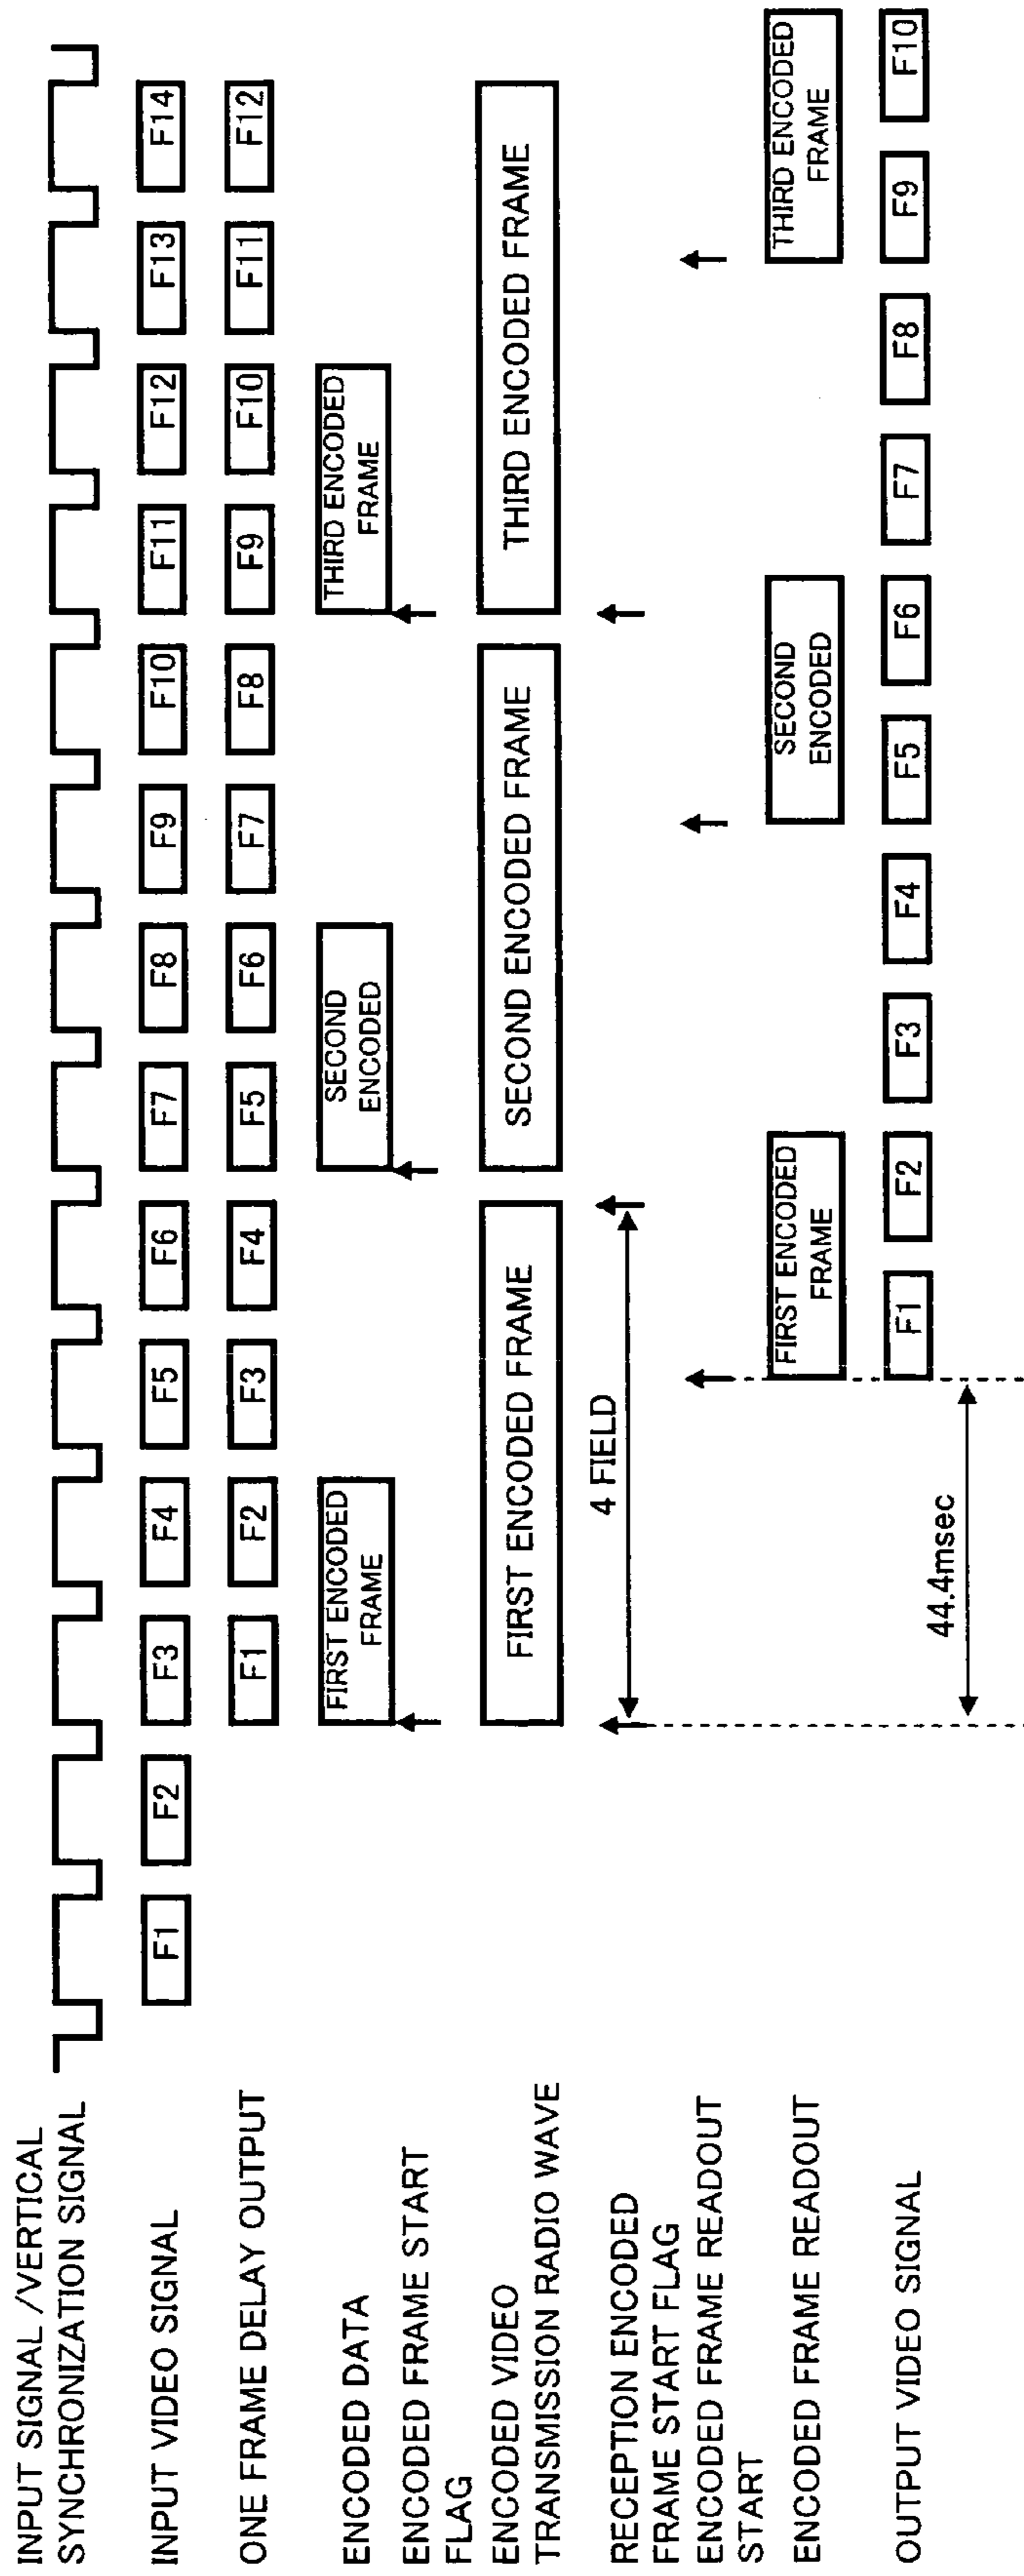 INPUT SIGNAL /VERTICAL
SYNCHRONIZATION SIGNAL
INPUT VIDEO SIGNAL
F1 F2 F3 F4 F5 F6 F7 F8 F9 F10 F11 F12 F13 F14
ONE FRAME DELAY OUTPUT
F1 F2 F3 F4 F5 F6 F7 F8 F9 F10 F11 F12
ENCODED DATA
FIRST ENCODED
FRAME
SECOND
ENCODED
THIRD ENCODED
FRAME
ENCODED FRAME START
FLAG
ENCODED VIDEO
TRANSMISSION RADIO WAVE
FIRST ENCODED FRAME
SECOND ENCODED FRAME
THIRD ENCODED FRAME
RECEPTION ENCODED
FRAME START FLAG
4 FIELD
ENCODED FRAME READOUT
START
ENCODED FRAME READOUT
FIRST ENCODED
FRAME
SECOND
ENCODED
THIRD ENCODED
FRAME
OUTPUT VIDEO SIGNAL
F1 F2 F3 F4 F5 F6 F7 F8 F9 F10
44.4msec